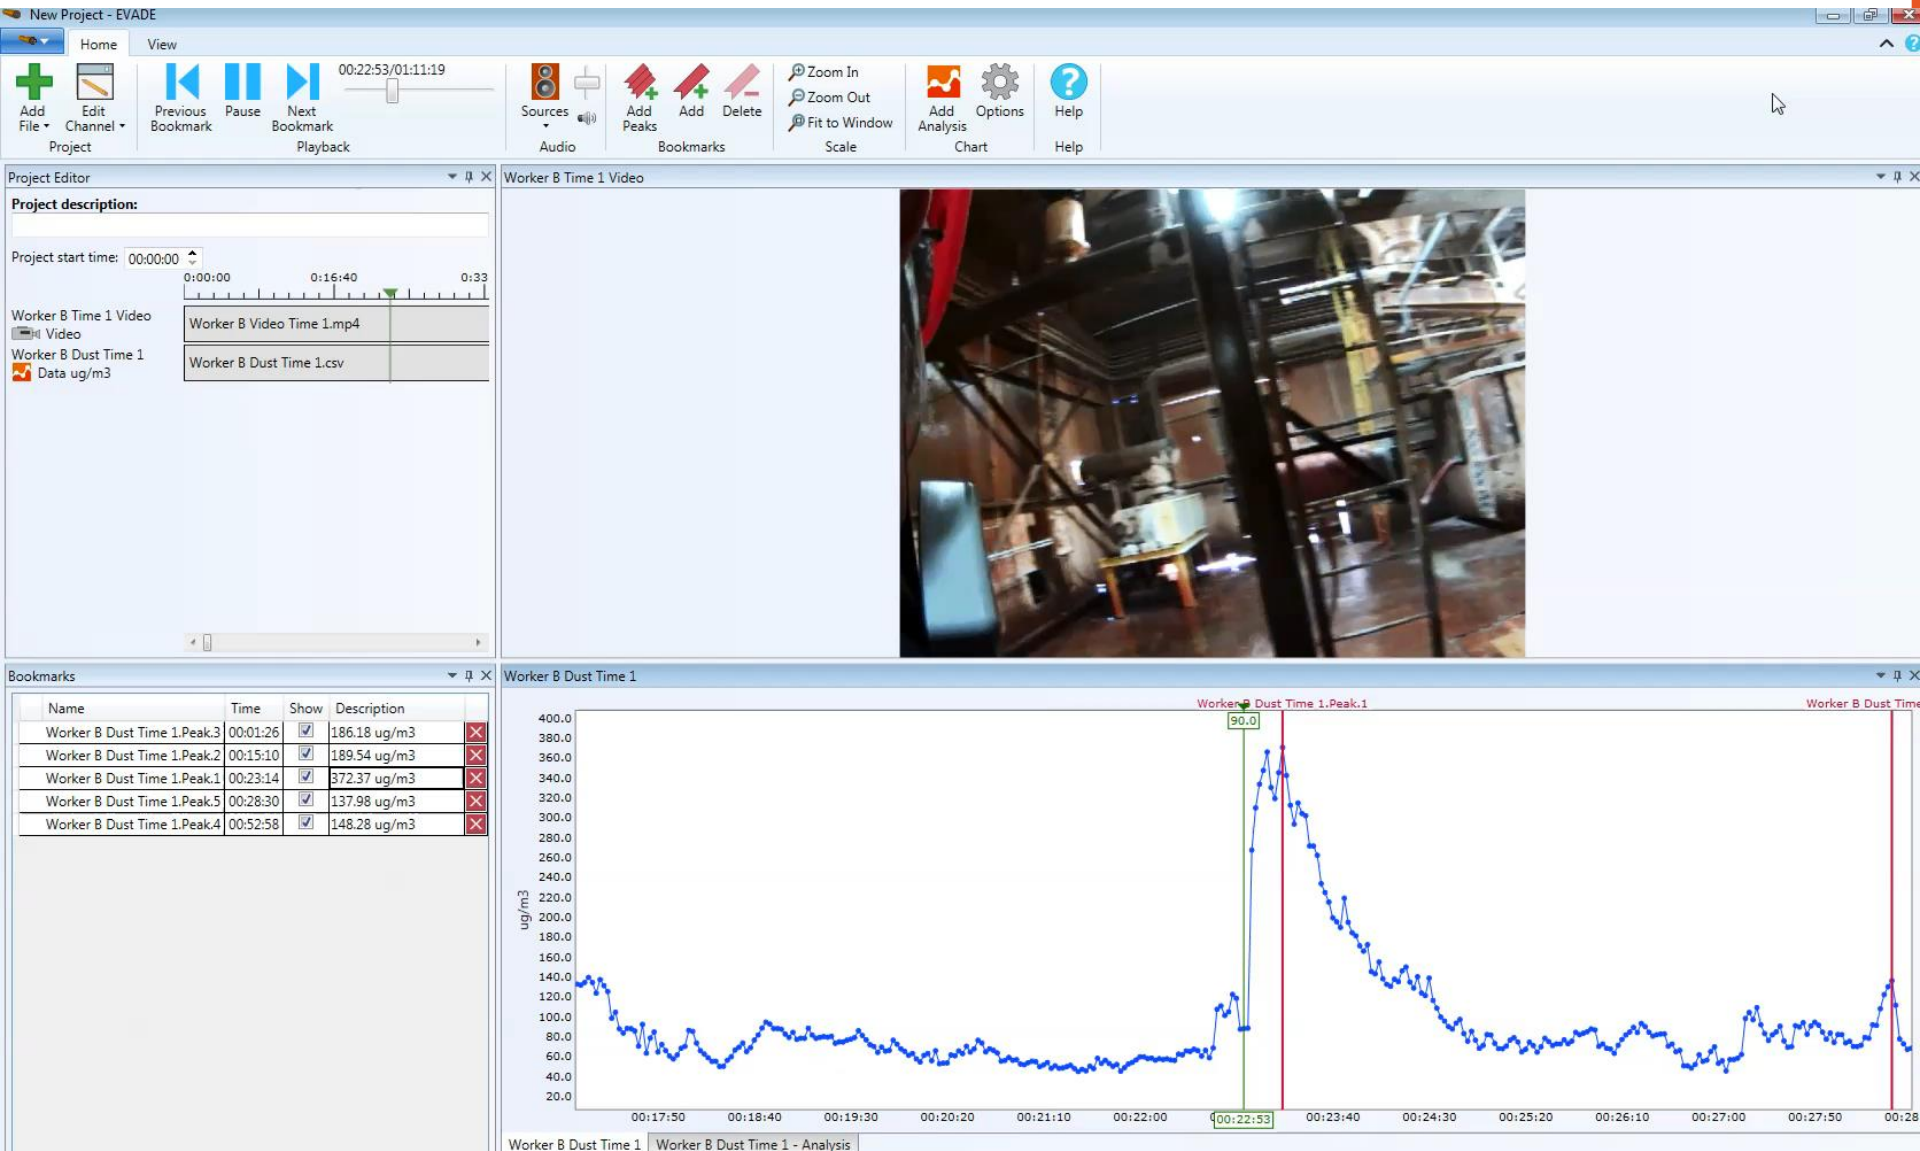 New Project - EVADE
Home View
00:22:53/01:11:19
Add File
Edit Channel
Previous Bookmark
Pause
Next Bookmark
Sources
Add Peaks
Add
Delete
Zoom In
Zoom Out
Fit to Window
Add Analysis
Options
Help
Project Playback Audio Bookmarks Scale Chart Help
Project Editor
Project description:
Project start time: 00:00:00
0:00:00 0:16:40 0:33
Worker B Time 1 Video
Video
Worker B Video Time 1.mp4
Worker B Dust Time 1
Data ug/m3
Worker B Dust Time 1.csv
Worker B Time 1 Video
Bookmarks
Name Time Show Description
Worker B Dust Time 1.Peak.3 00:01:26 186.18 ug/m3
Worker B Dust Time 1.Peak.2 00:15:10 189.54 ug/m3
Worker B Dust Time 1.Peak.1 00:23:14 372.37 ug/m3
Worker B Dust Time 1.Peak.5 00:28:30 137.98 ug/m3
Worker B Dust Time 1.Peak.4 00:52:58 148.28 ug/m3
Worker B Dust Time 1
Worker B Dust Time 1.Peak.1 Worker B Dust Time
90.0
400.0
380.0
360.0
340.0
320.0
300.0
280.0
260.0
240.0
220.0
200.0
180.0
160.0
140.0
120.0
100.0
80.0
60.0
40.0
20.0
ug/m3
00:17:50 00:18:40 00:19:30 00:20:20 00:21:10 00:22:00 00:22:53 00:23:40 00:24:30 00:25:20 00:26:10 00:27:00 00:27:50 00:28
Worker B Dust Time 1 Worker B Dust Time 1 - Analysis